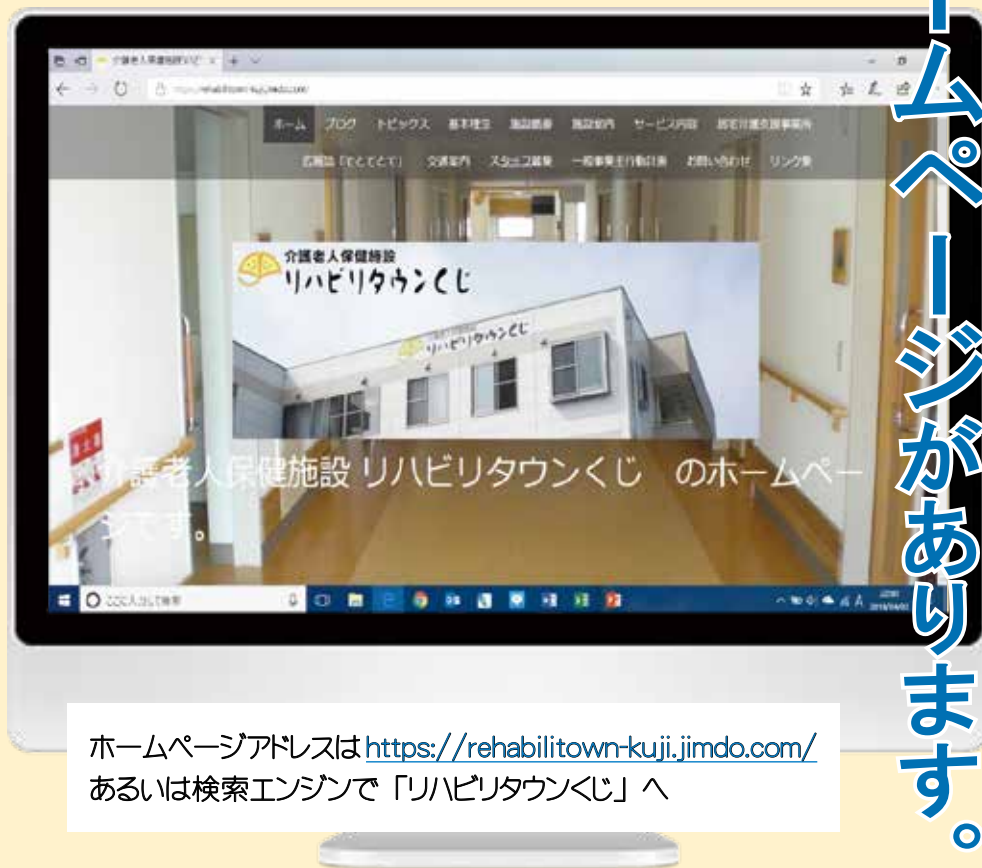 ームページがあります。
ホーム ブログ トピックス 基本理念 施設概要 施設案内 サービス内容 居宅介護支援事業所
広報誌「てとてとて」 交通案内 スタッフ募集 一般事業主行動計画 お問い合わせ リンク集
介護老人保健施設
リハビリタウンくじ
リハビリタウンくじ
介護老人保健施設 リハビリタウンくじ のホームペー
ジです。
ここに入力して検索
ホームページアドレスは https://rehabilitown-kuji.jimdo.com/
あるいは検索エンジンで「リハビリタウンくじ」へ